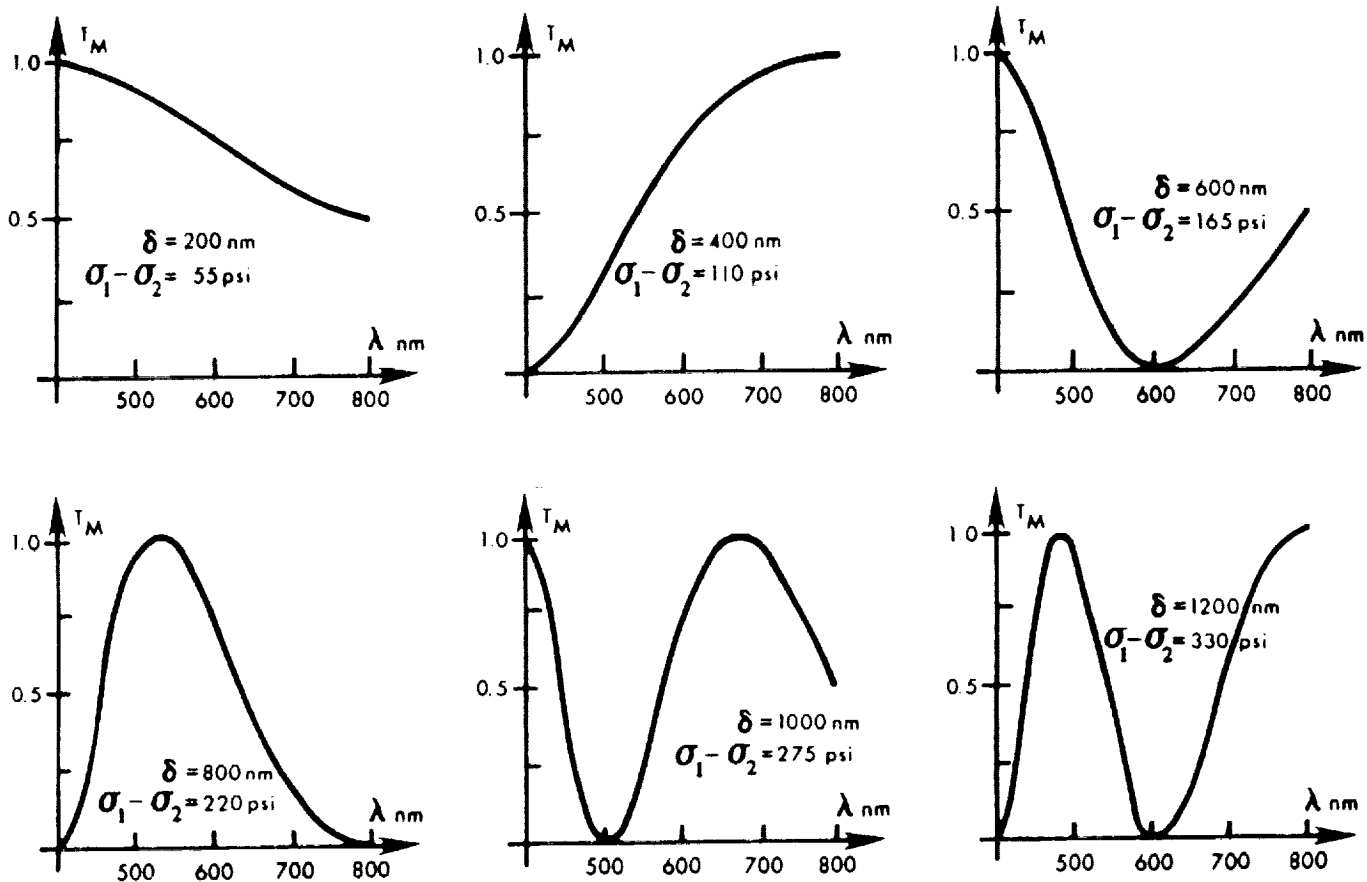 T_M
1.0
0.5
δ = 200 nm
σ₁ − σ₂ = 55 psi
λ nm
500 600 700 800
T_M
1.0
0.5
δ = 400 nm
σ₁ − σ₂ = 110 psi
λ nm
500 600 700 800
T_M
1.0
0.5
δ = 600 nm
σ₁ − σ₂ = 165 psi
λ nm
500 600 700 800
T_M
1.0
0.5
δ = 800 nm
σ₁ − σ₂ = 220 psi
λ nm
500 600 700 800
T_M
1.0
0.5
δ = 1000 nm
σ₁ − σ₂ = 275 psi
λ nm
500 600 700 800
T_M
1.0
0.5
δ = 1200 nm
σ₁ − σ₂ = 330 psi
λ nm
500 600 700 800